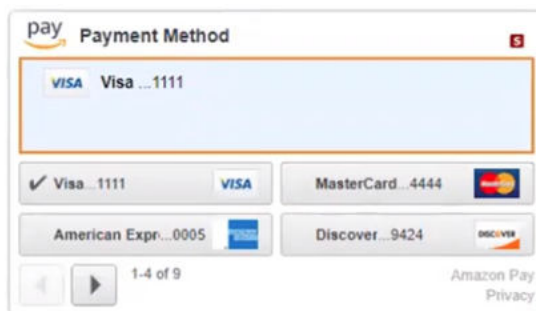 pay Payment Method
S
VISA Visa ...1111
Visa...1111 VISA
MasterCard...4444 MasterCard
American Expr...0005
Discover...9424 DISCOVER
1-4 of 9
Amazon Pay
Privacy